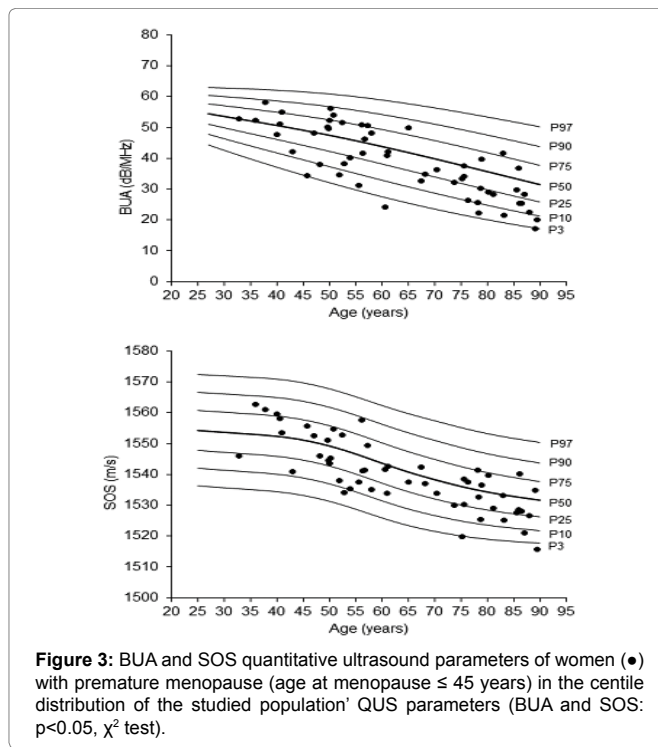 80
70
60
50
40
30
20
10
0
BUA (dB/MHz)
P97
P90
P75
P50
P25
P10
P3
20 25 30 35 40 45 50 55 60 65 70 75 80 85 90 95
Age (years)
1580
1570
1560
1550
1540
1530
1520
1510
1500
SOS (m/s)
P97
P90
P75
P50
P25
P10
P3
20 25 30 35 40 45 50 55 60 65 70 75 80 85 90 95
Age (years)
Figure 3: BUA and SOS quantitative ultrasound parameters of women (●)
with premature menopause (age at menopause ≤ 45 years) in the centile
distribution of the studied population' QUS parameters (BUA and SOS:
p<0.05, χ² test).